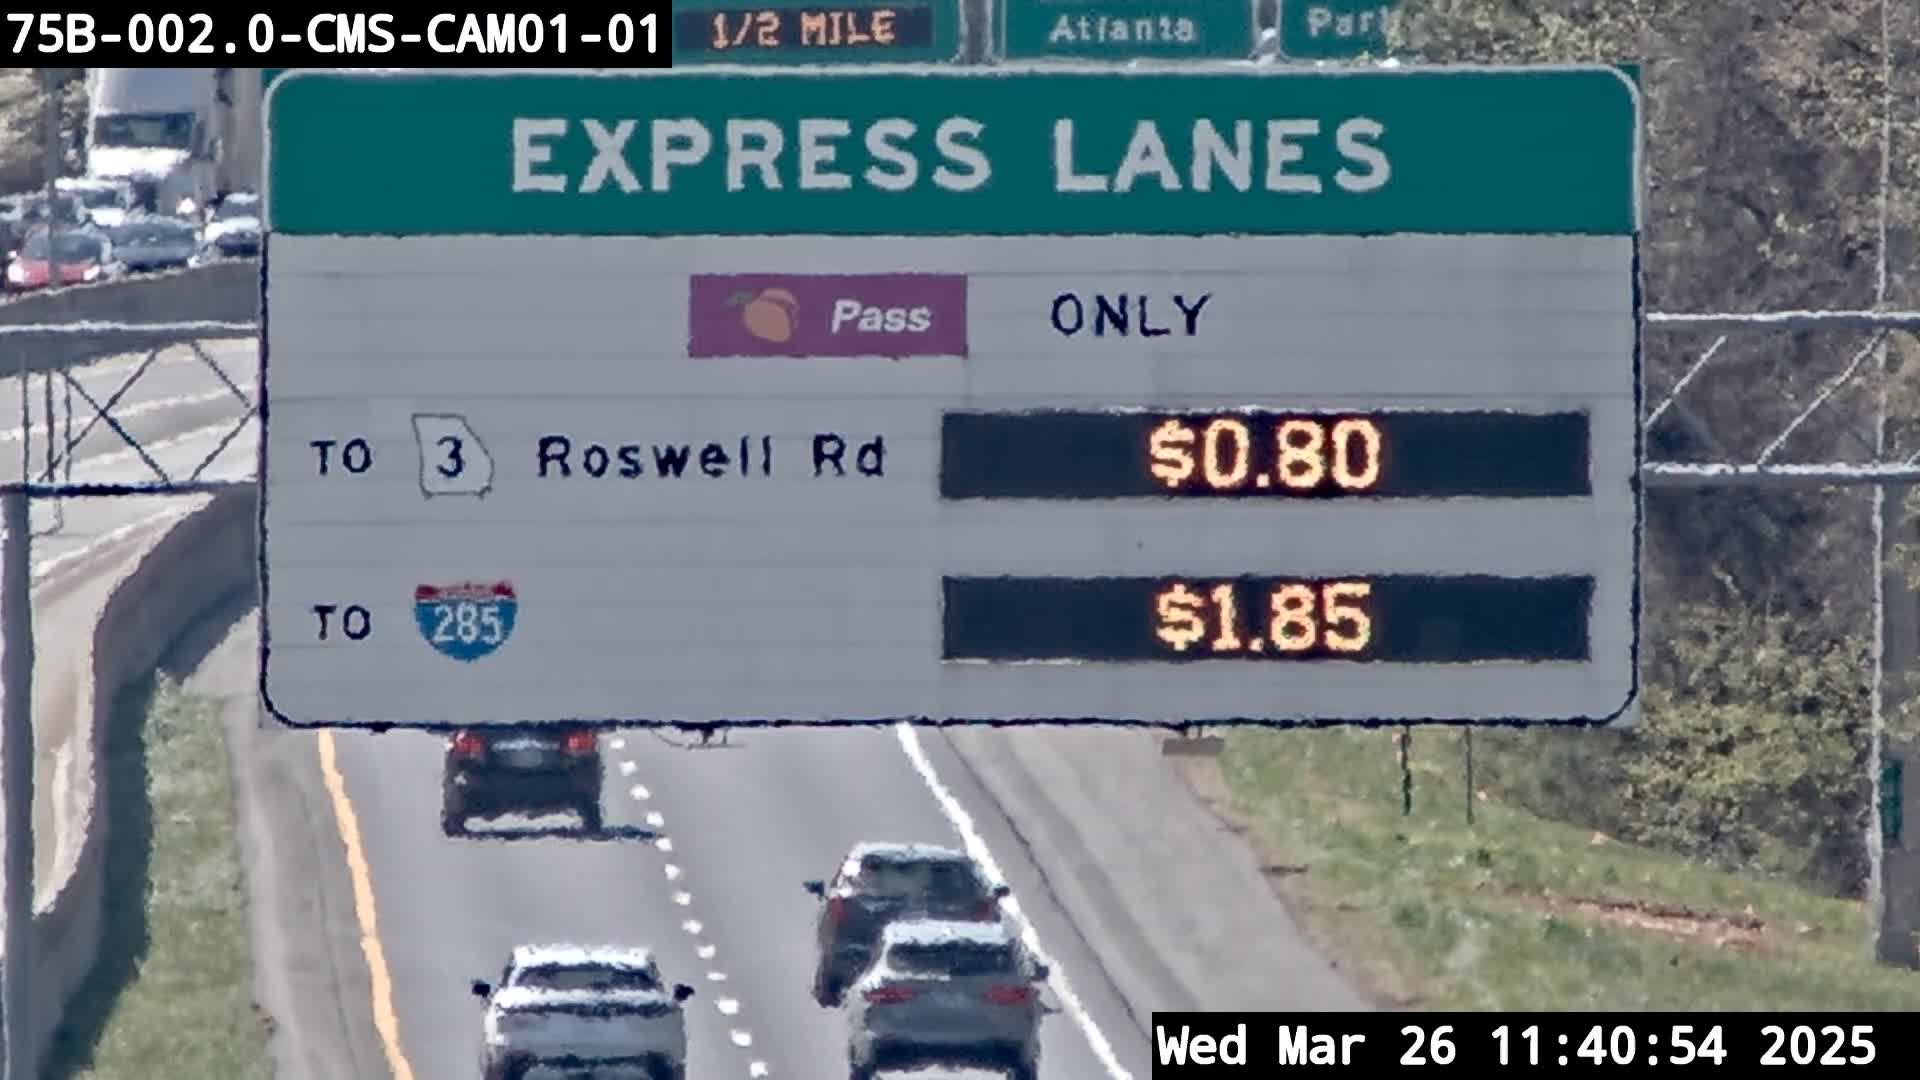 75B-002.0-CMS-CAM01-01
1/2 MILE
Atlanta
EXPRESS LANES
Pass ONLY
TO 3 Roswell Rd $0.80
TO 285 $1.85
Wed Mar 26 11:40:54 2025